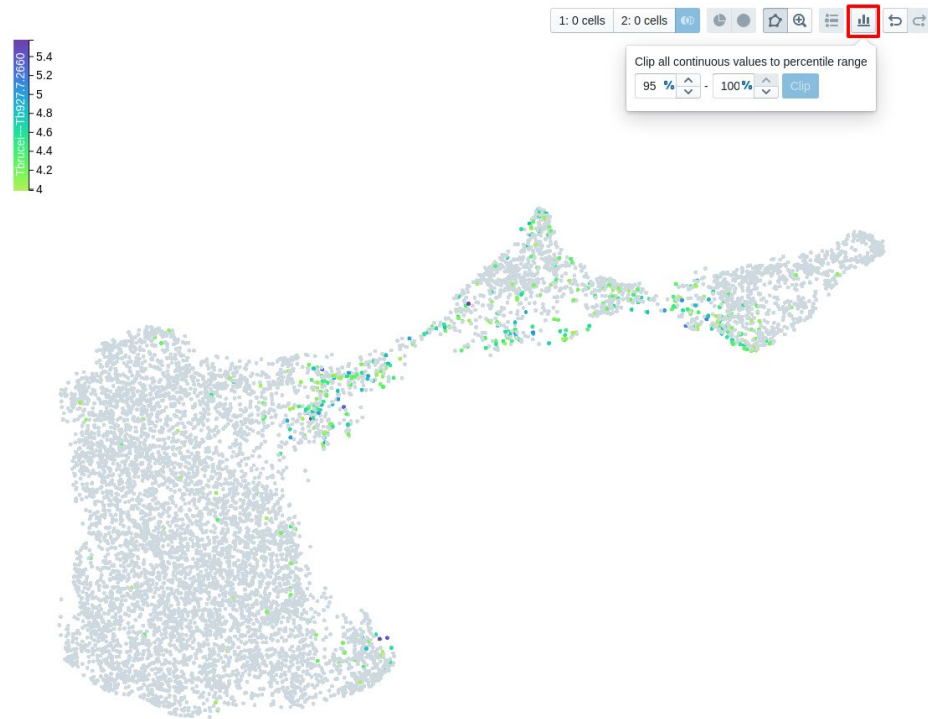 1: 0 cells 2: 0 cells
Clip all continuous values to percentile range
95 % - 100 % Clip
Tbrucei—Tb927.7.2660
5.4
5.2
5
4.8
4.6
4.4
4.2
4